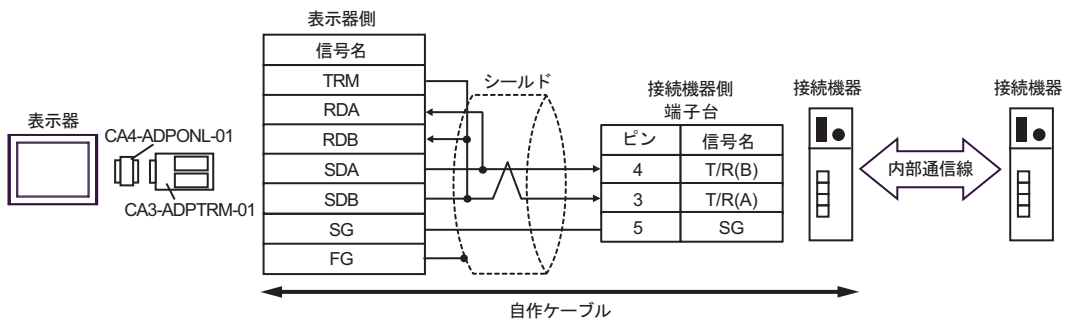 表示器側
信号名
TRM
RDA
RDB
SDA
SDB
SG
FG
シールド
接続機器側
端子台
ピン 信号名
4 T/R(B)
3 T/R(A)
5 SG
接続機器
接続機器
内部通信線
表示器
CA4-ADPONL-01
CA3-ADPTRM-01
自作ケーブル